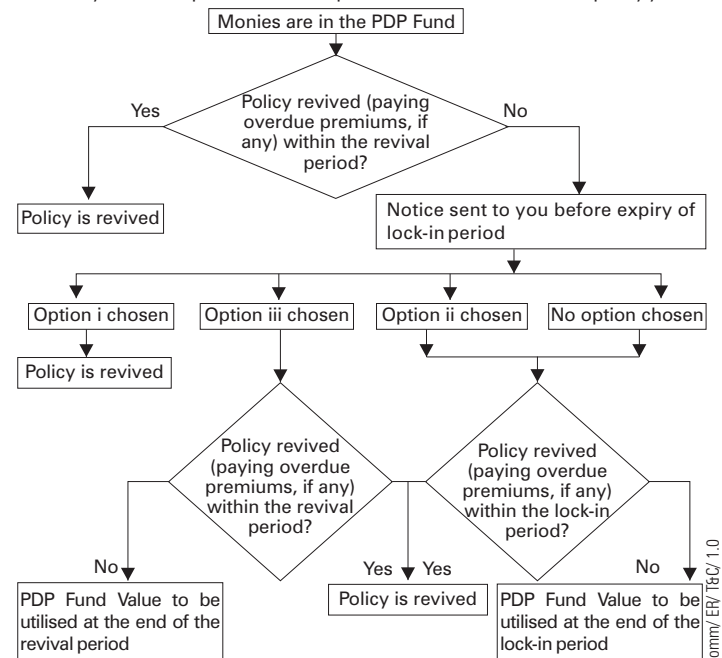 Monies are in the PDP Fund
Yes
Policy revived (paying
overdue premiums, if
any) within the revival
period?
No
Policy is revived
Notice sent to you before expiry of
lock-in period
Option i chosen
Option iii chosen
Option ii chosen
No option chosen
Policy is revived
Policy revived
(paying overdue
premiums, if any)
within the revival
period?
Policy revived
(paying overdue
premiums, if any)
within the lock-in
period?
No
Yes
Yes
No
PDP Fund Value to be
utilised at the end of the
revival period
Policy is revived
PDP Fund Value to be
utilised at the end of the
lock-in period
omm/ ER/ T&C/ 1.0